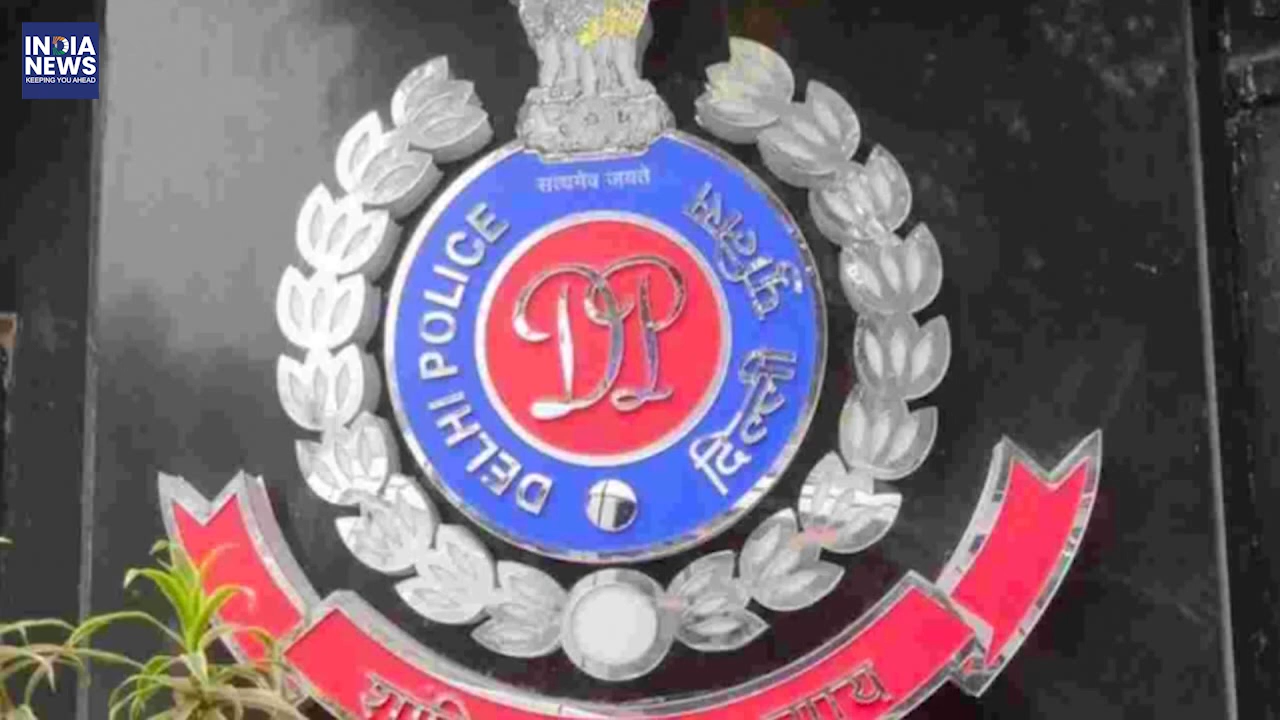 INDIA
NEWS
KEEPING YOU AHEAD
सत्यमेव जयते
DELHI POLICE
दिल्ली पुलिस
DP